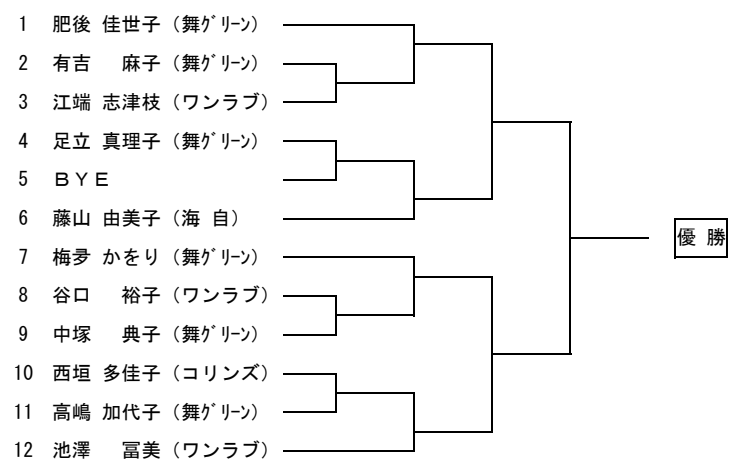 1 肥後 佳世子（舞ｸﾞﾘｰﾝ）
2 有吉 麻子（舞ｸﾞﾘｰﾝ）
3 江端 志津枝（ワンラブ）
4 足立 真理子（舞ｸﾞﾘｰﾝ）
5 ＢＹＥ
6 藤山 由美子（海 自）
7 梅夛 かをり（舞ｸﾞﾘｰﾝ）
優 勝
8 谷口 裕子（ワンラブ）
9 中塚 典子（舞ｸﾞﾘｰﾝ）
10 西垣 多佳子（コリンズ）
11 高嶋 加代子（舞ｸﾞﾘｰﾝ）
12 池澤 冨美（ワンラブ）